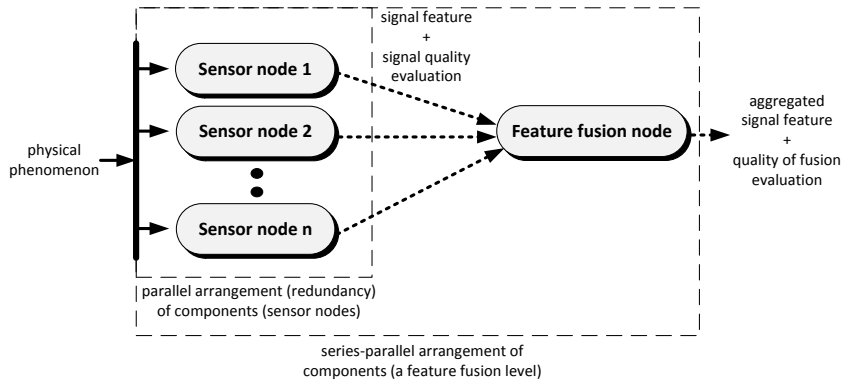 signal feature
+
signal quality
evaluation
Sensor node 1
Sensor node 2
Feature fusion node
aggregated
signal feature
+
quality of fusion
evaluation
physical
phenomenon
Sensor node n
parallel arrangement (redundancy)
of components (sensor nodes)
series-parallel arrangement of
components (a feature fusion level)